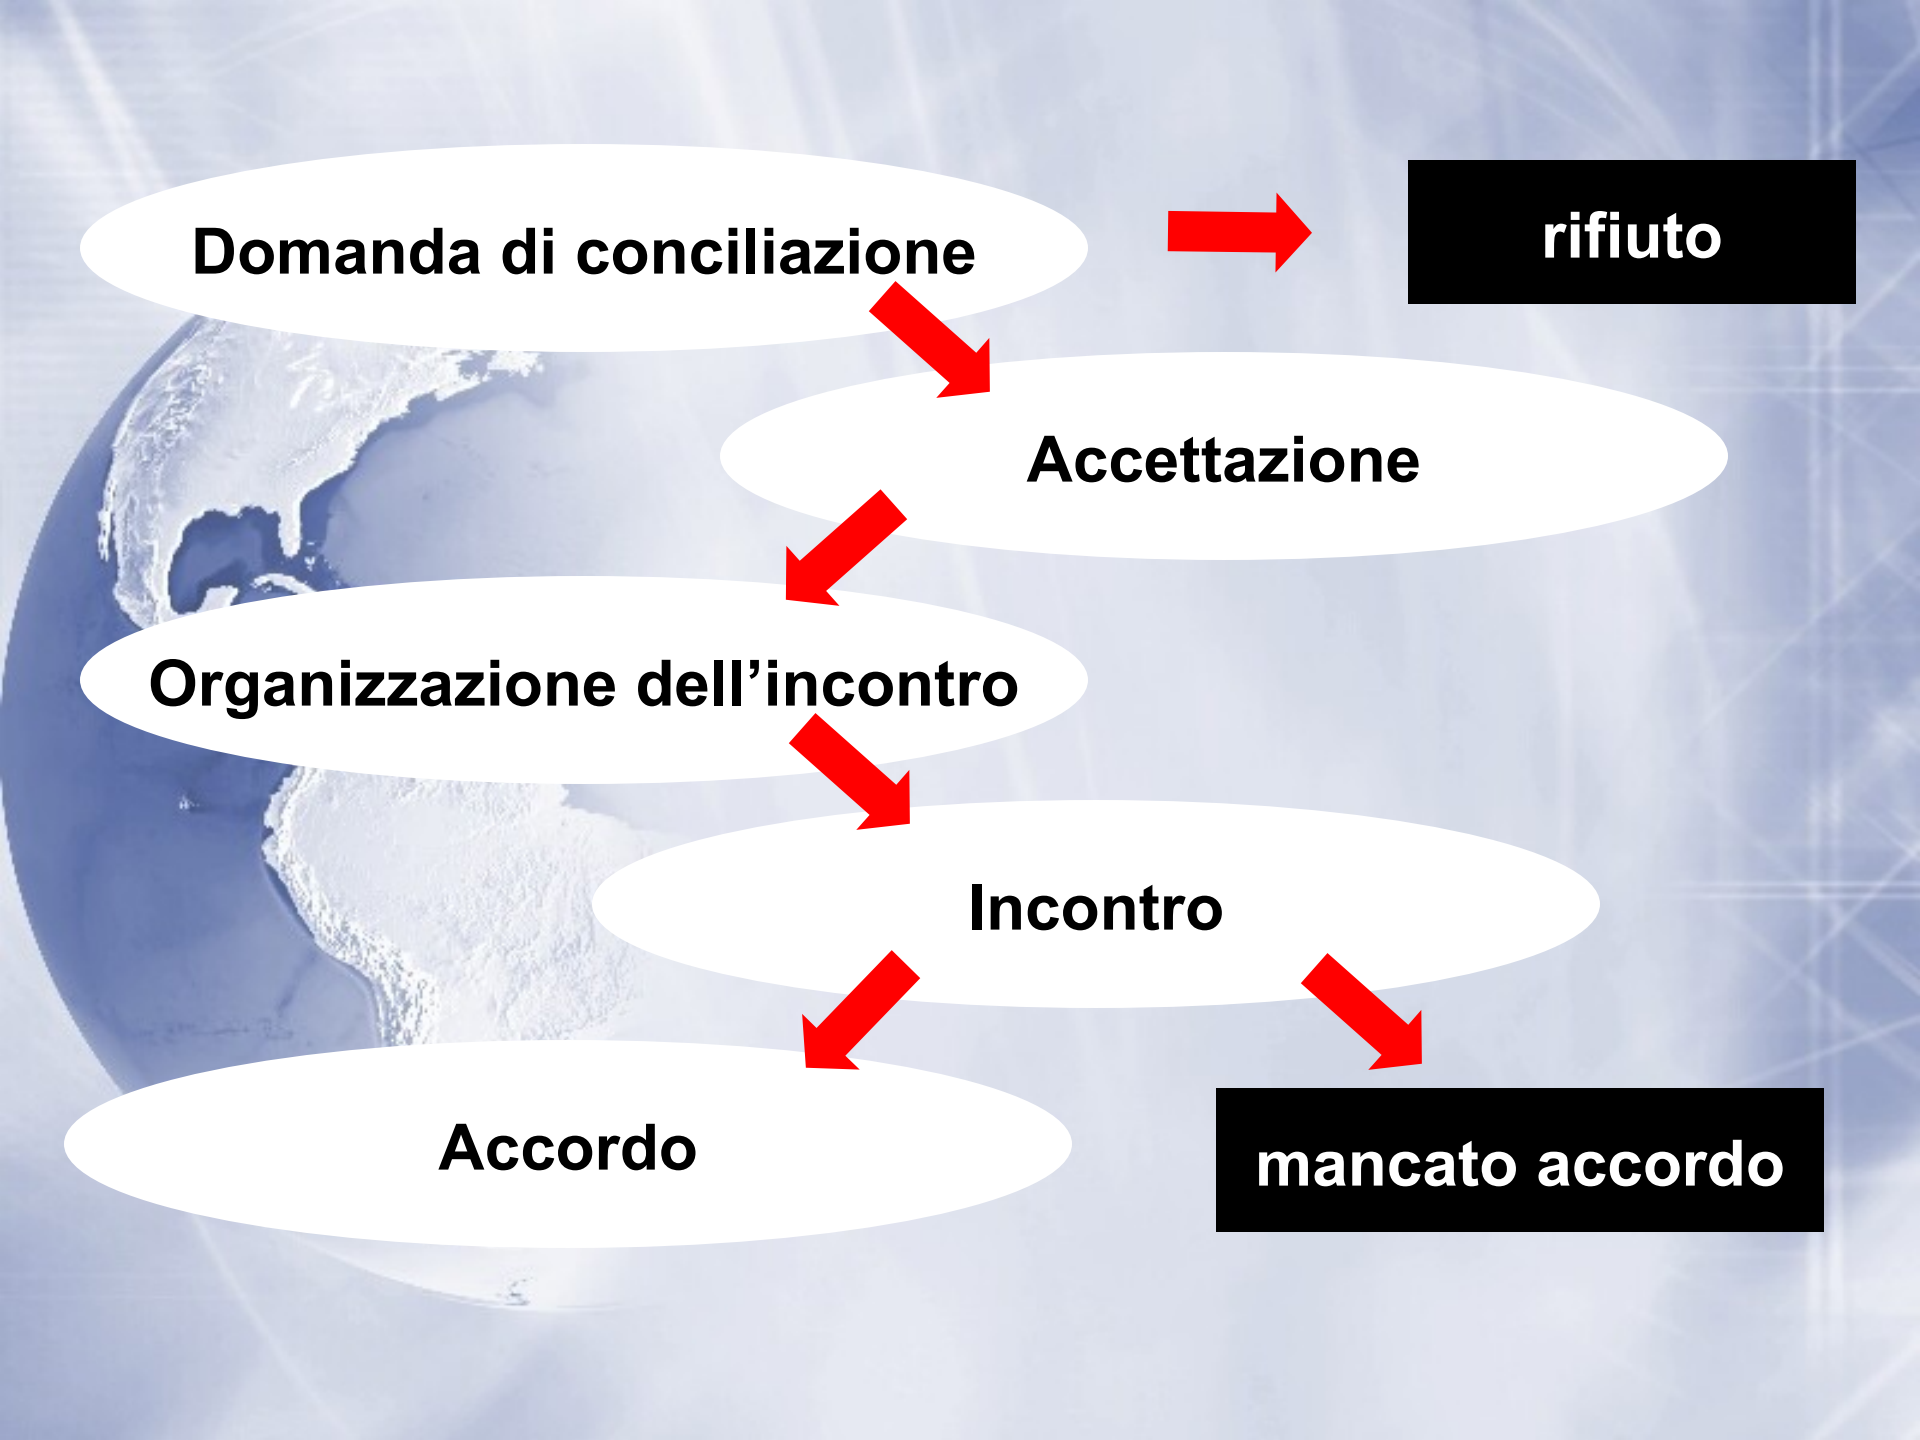 Domanda di conciliazione
rifiuto
Accettazione
Organizzazione dell’incontro
Incontro
Accordo
mancato accordo